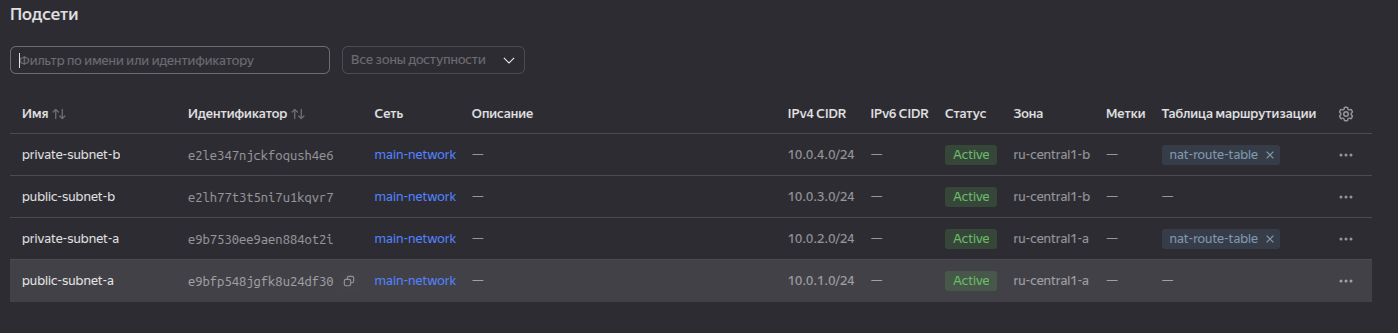 Подсети
Фильтр по имени или идентификатору Все зоны доступности
Имя Идентификатор Сеть Описание IPv4 CIDR IPv6 CIDR Статус Зона Метки Таблица маршрутизации
private-subnet-b e2le347njckfoqush4e6 main-network — 10.0.4.0/24 — Active ru-central1-b — nat-route-table ×
public-subnet-b e2lh77t3t5ni7u1kqvr7 main-network — 10.0.3.0/24 — Active ru-central1-b — —
private-subnet-a e9b7530ee9aen884ot2i main-network — 10.0.2.0/24 — Active ru-central1-a — nat-route-table ×
public-subnet-a e9bfp548jgfk8u24df30 main-network — 10.0.1.0/24 — Active ru-central1-a — —